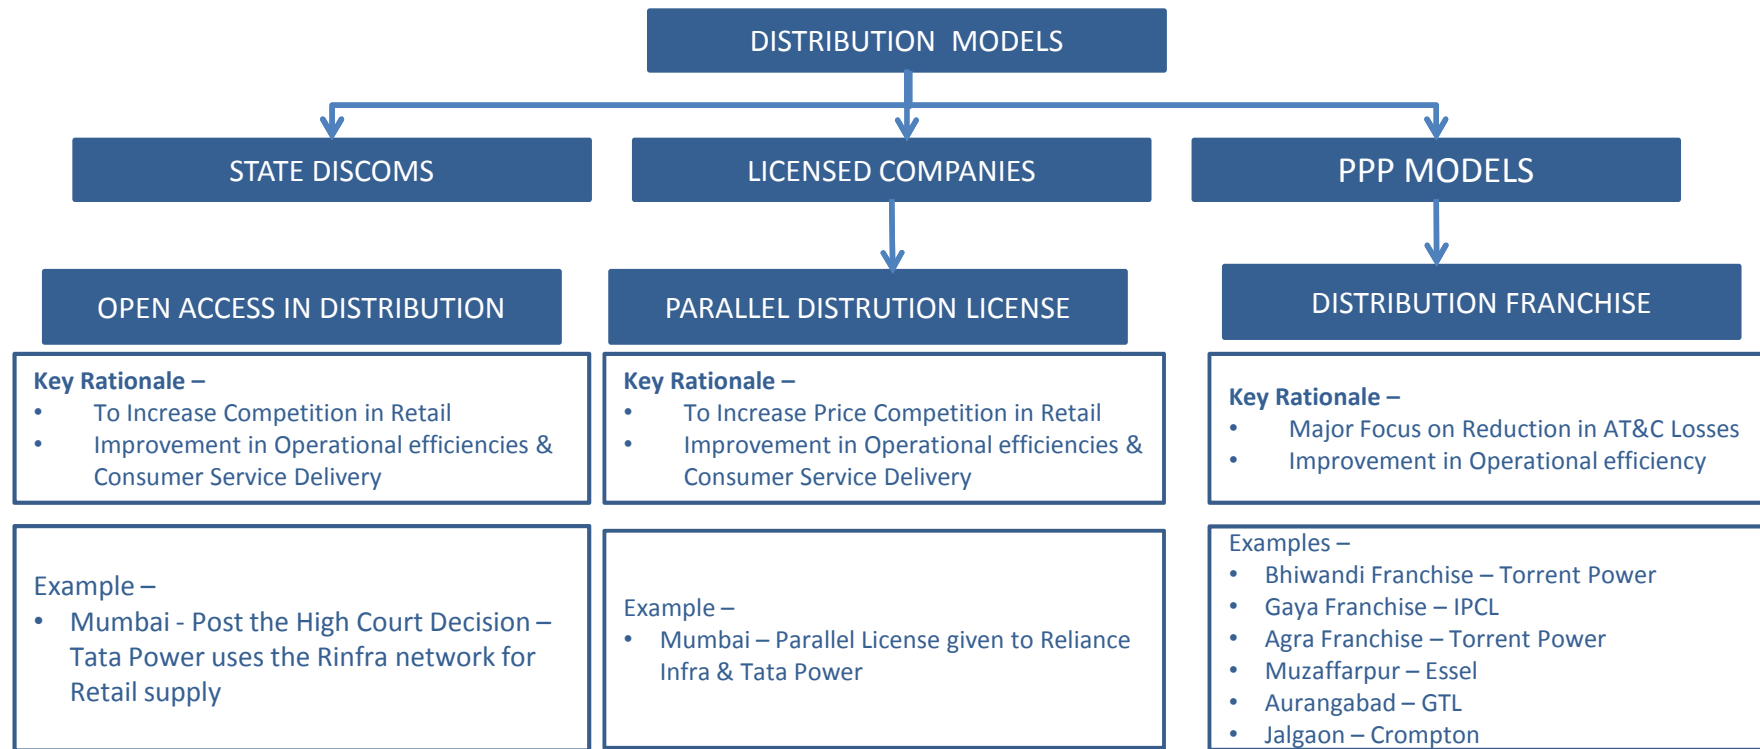 DISTRIBUTION MODELS
STATE DISCOMS
LICENSED COMPANIES
PPP MODELS
OPEN ACCESS IN DISTRIBUTION
PARALLEL DISTRUTION LICENSE
DISTRIBUTION FRANCHISE
Key Rationale –
• To Increase Competition in Retail
• Improvement in Operational efficiencies &
Consumer Service Delivery
Key Rationale –
• To Increase Price Competition in Retail
• Improvement in Operational efficiencies &
Consumer Service Delivery
Key Rationale –
• Major Focus on Reduction in AT&C Losses
• Improvement in Operational efficiency
Example –
• Mumbai - Post the High Court Decision –
Tata Power uses the Rinfra network for
Retail supply
Example –
• Mumbai – Parallel License given to Reliance
Infra & Tata Power
Examples –
• Bhiwandi Franchise – Torrent Power
• Gaya Franchise – IPCL
• Agra Franchise – Torrent Power
• Muzaffarpur – Essel
• Aurangabad – GTL
• Jalgaon – Crompton